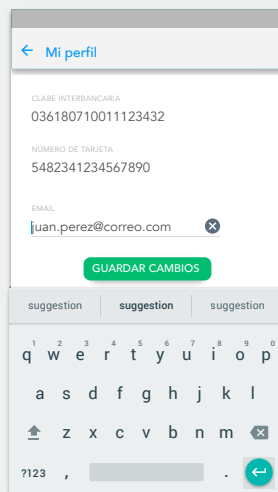 Mi perfil
CLABE INTERBANCARIA
036180710011123432
NÚMERO DE TARJETA
5482341234567890
EMAIL
juan.perez@correo.com
GUARDAR CAMBIOS
suggestion suggestion suggestion
1 2 3 4 5 6 7 8 9 0
q w e r t y u i o p
a s d f g h j k l
z x c v b n m
?123 , .